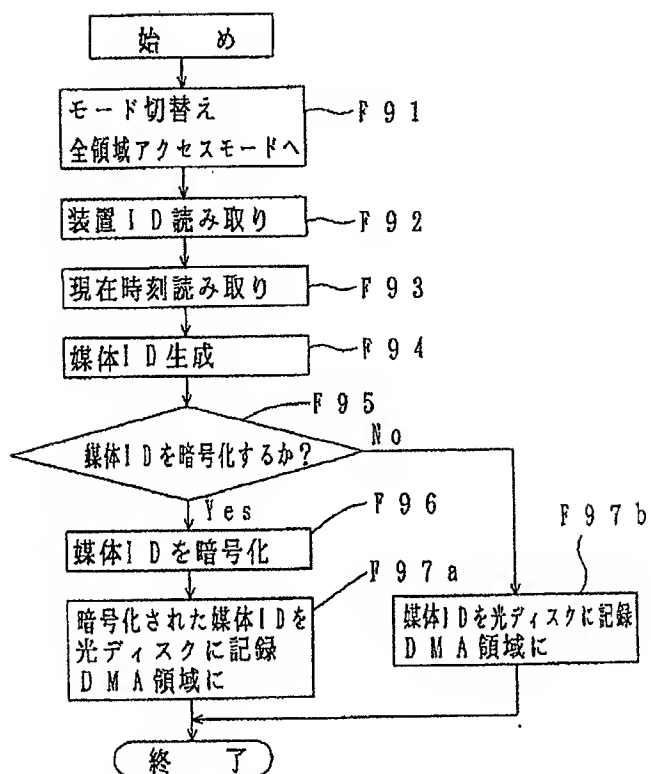 始 め
モード切替え
全領域アクセスモードへ
F91
装置ID読み取り
F92
現在時刻読み取り
F93
媒体ID生成
F94
F95
媒体IDを暗号化するか?
No
Yes
F96
媒体IDを暗号化
F97a
暗号化された媒体IDを
光ディスクに記録
DMA領域に
F97b
媒体IDを光ディスクに記録
DMA領域に
終 了